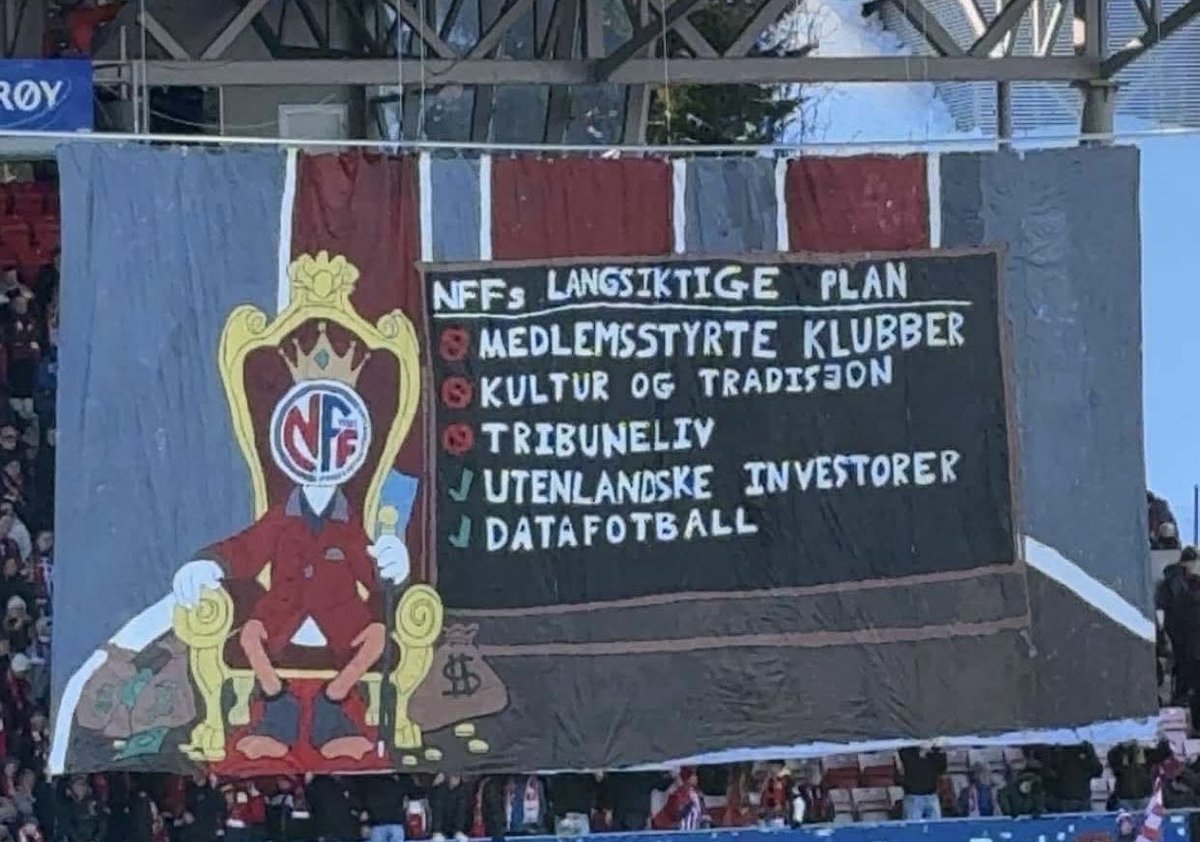 RØY
NFFs LANGSIKTIGE PLAN
MEDLEMSSTYRTE KLUBBER
KULTUR OG TRADISJON
TRIBUNELIV
UTENLANDSKE INVESTORER
DATAFOTBALL
NFF
$